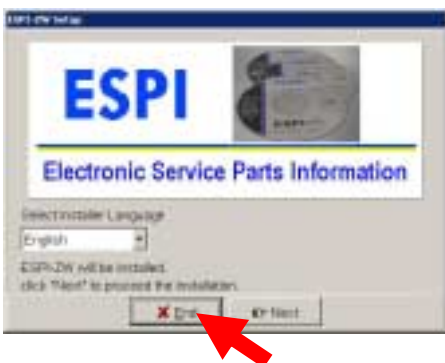 ESPI-ZW Setup
ESPI
Electronic Service Parts Information
Select Installer Language
English
ESPI-ZW will be installed.
click "Next" to proceed the installation.
End Next